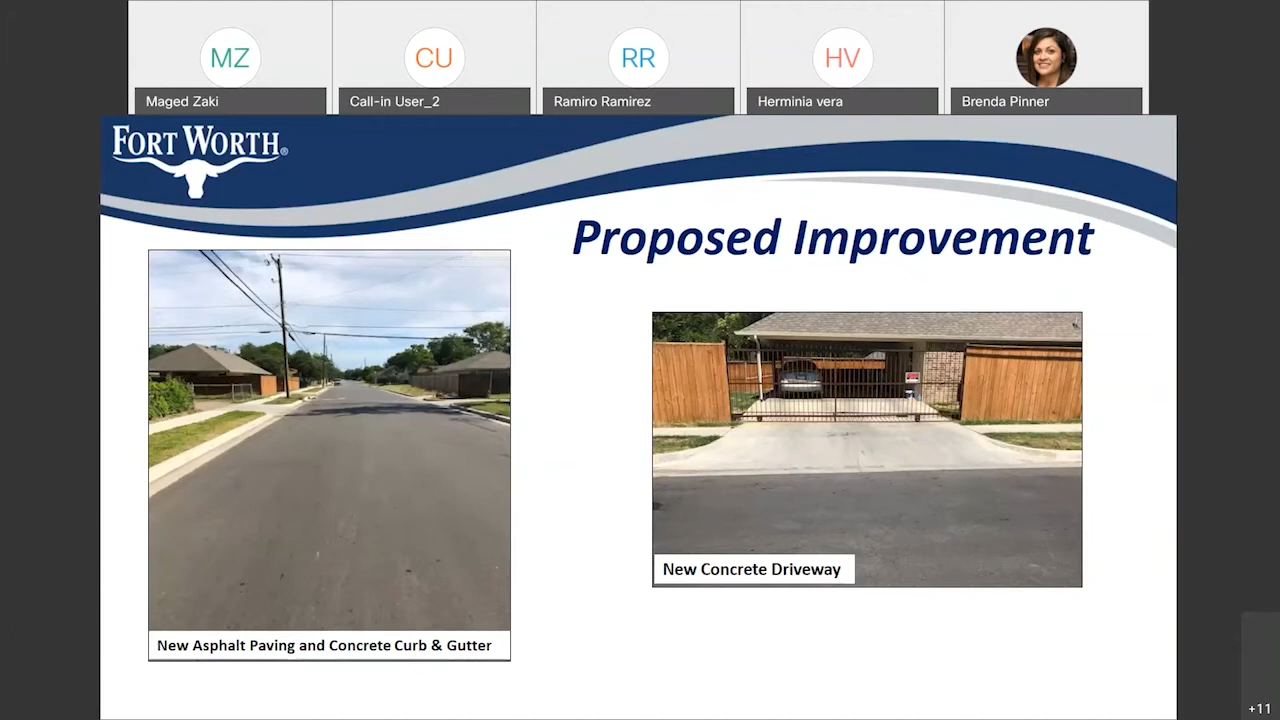 MZ
CU
RR
HV
Maged Zaki
Call-in User_2
Ramiro Ramirez
Herminia vera
Brenda Pinner
FORT WORTH®
Proposed Improvement
New Concrete Driveway
New Asphalt Paving and Concrete Curb & Gutter
+11